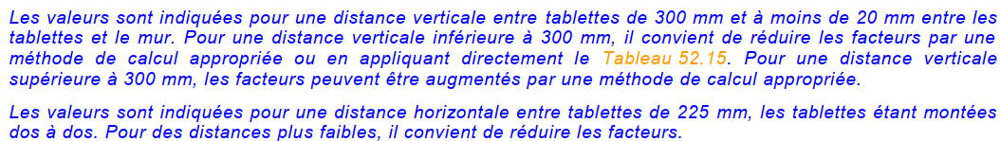 Les valeurs sont indiquées pour une distance verticale entre tablettes de 300 mm et à moins de 20 mm entre les
tablettes et le mur. Pour une distance verticale inférieure à 300 mm, il convient de réduire les facteurs par une
méthode de calcul appropriée ou en appliquant directement le Tableau 52.15. Pour une distance verticale
supérieure à 300 mm, les facteurs peuvent être augmentés par une méthode de calcul appropriée.
Les valeurs sont indiquées pour une distance horizontale entre tablettes de 225 mm, les tablettes étant montées
dos à dos. Pour des distances plus faibles, il convient de réduire les facteurs.